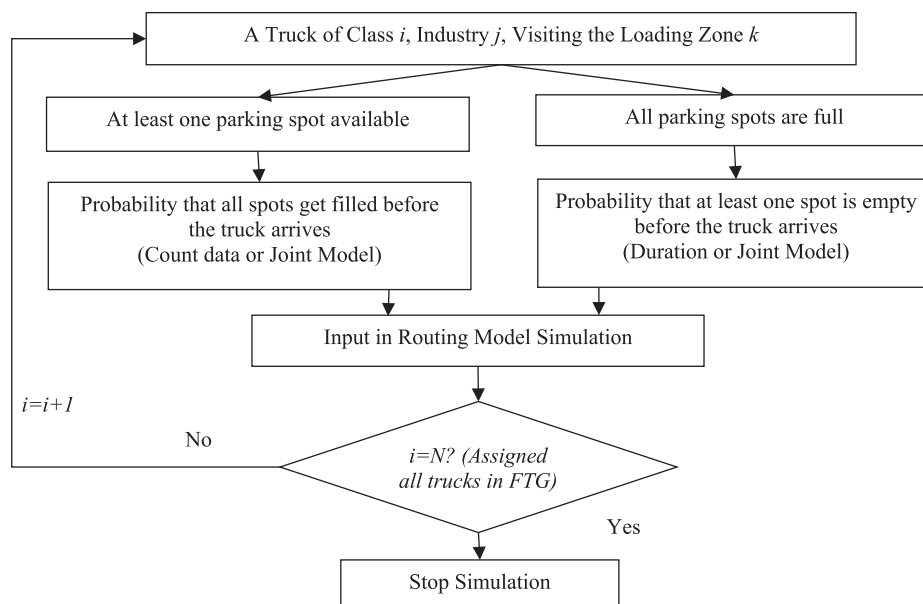 A Truck of Class i, Industry j, Visiting the Loading Zone k
At least one parking spot available
All parking spots are full
Probability that all spots get filled before
the truck arrives
(Count data or Joint Model)
Probability that at least one spot is empty
before the truck arrives
(Duration or Joint Model)
Input in Routing Model Simulation
i=i+1
No
i=N? (Assigned
all trucks in FTG)
Yes
Stop Simulation